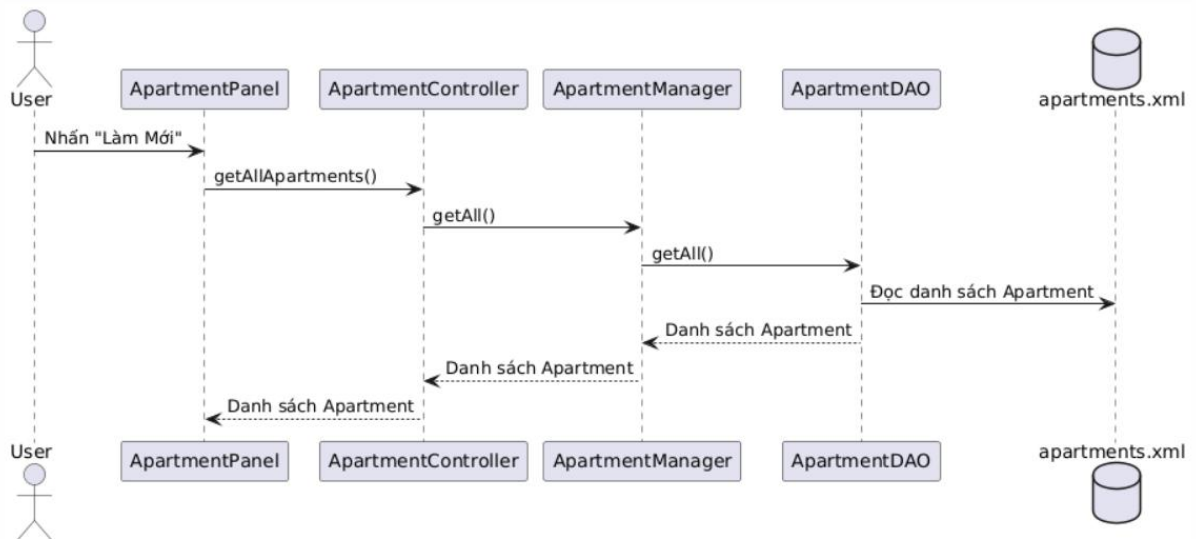 User
ApartmentPanel
ApartmentController
ApartmentManager
ApartmentDAO
apartments.xml
Nhấn "Làm Mới"
getAllApartments()
getAll()
getAll()
Đọc danh sách Apartment
Danh sách Apartment
Danh sách Apartment
Danh sách Apartment
User
ApartmentPanel
ApartmentController
ApartmentManager
ApartmentDAO
apartments.xml